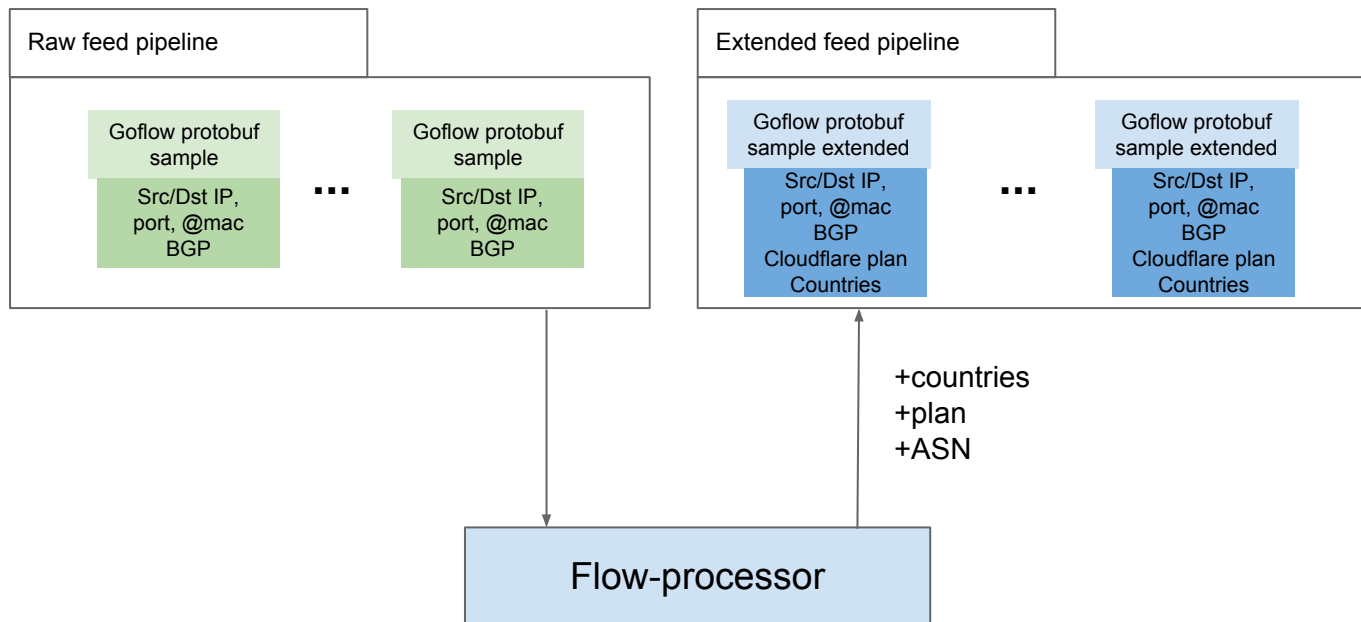 Raw feed pipeline
Goflow protobuf
sample
Src/Dst IP,
port, @mac
BGP
...
Goflow protobuf
sample
Src/Dst IP,
port, @mac
BGP
Extended feed pipeline
Goflow protobuf
sample extended
Src/Dst IP,
port, @mac
BGP
Cloudflare plan
Countries
...
Goflow protobuf
sample extended
Src/Dst IP,
port, @mac
BGP
Cloudflare plan
Countries
+countries
+plan
+ASN
Flow-processor